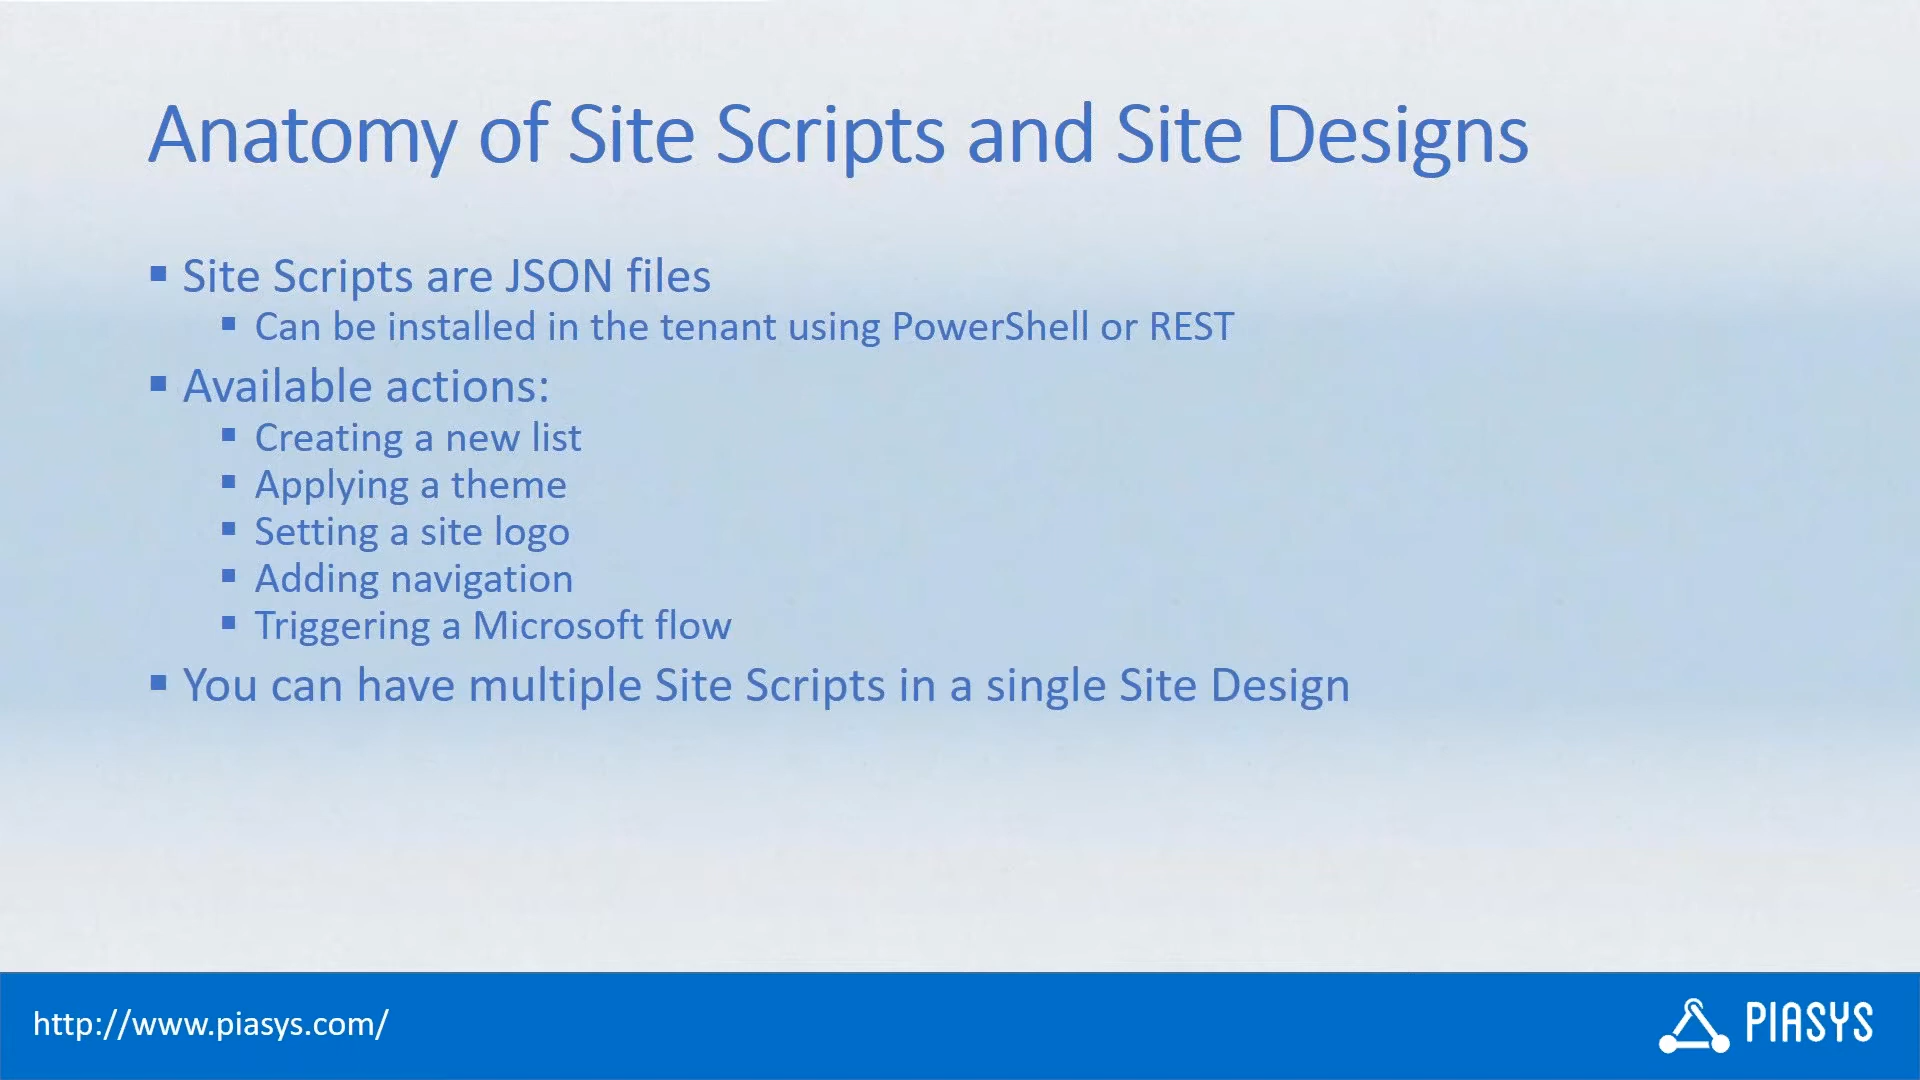 Anatomy of Site Scripts and Site Designs
Site Scripts are JSON files
Can be installed in the tenant using PowerShell or REST
Available actions:
Creating a new list
Applying a theme
Setting a site logo
Adding navigation
Triggering a Microsoft flow
You can have multiple Site Scripts in a single Site Design
http://www.piasys.com/
PIASYS